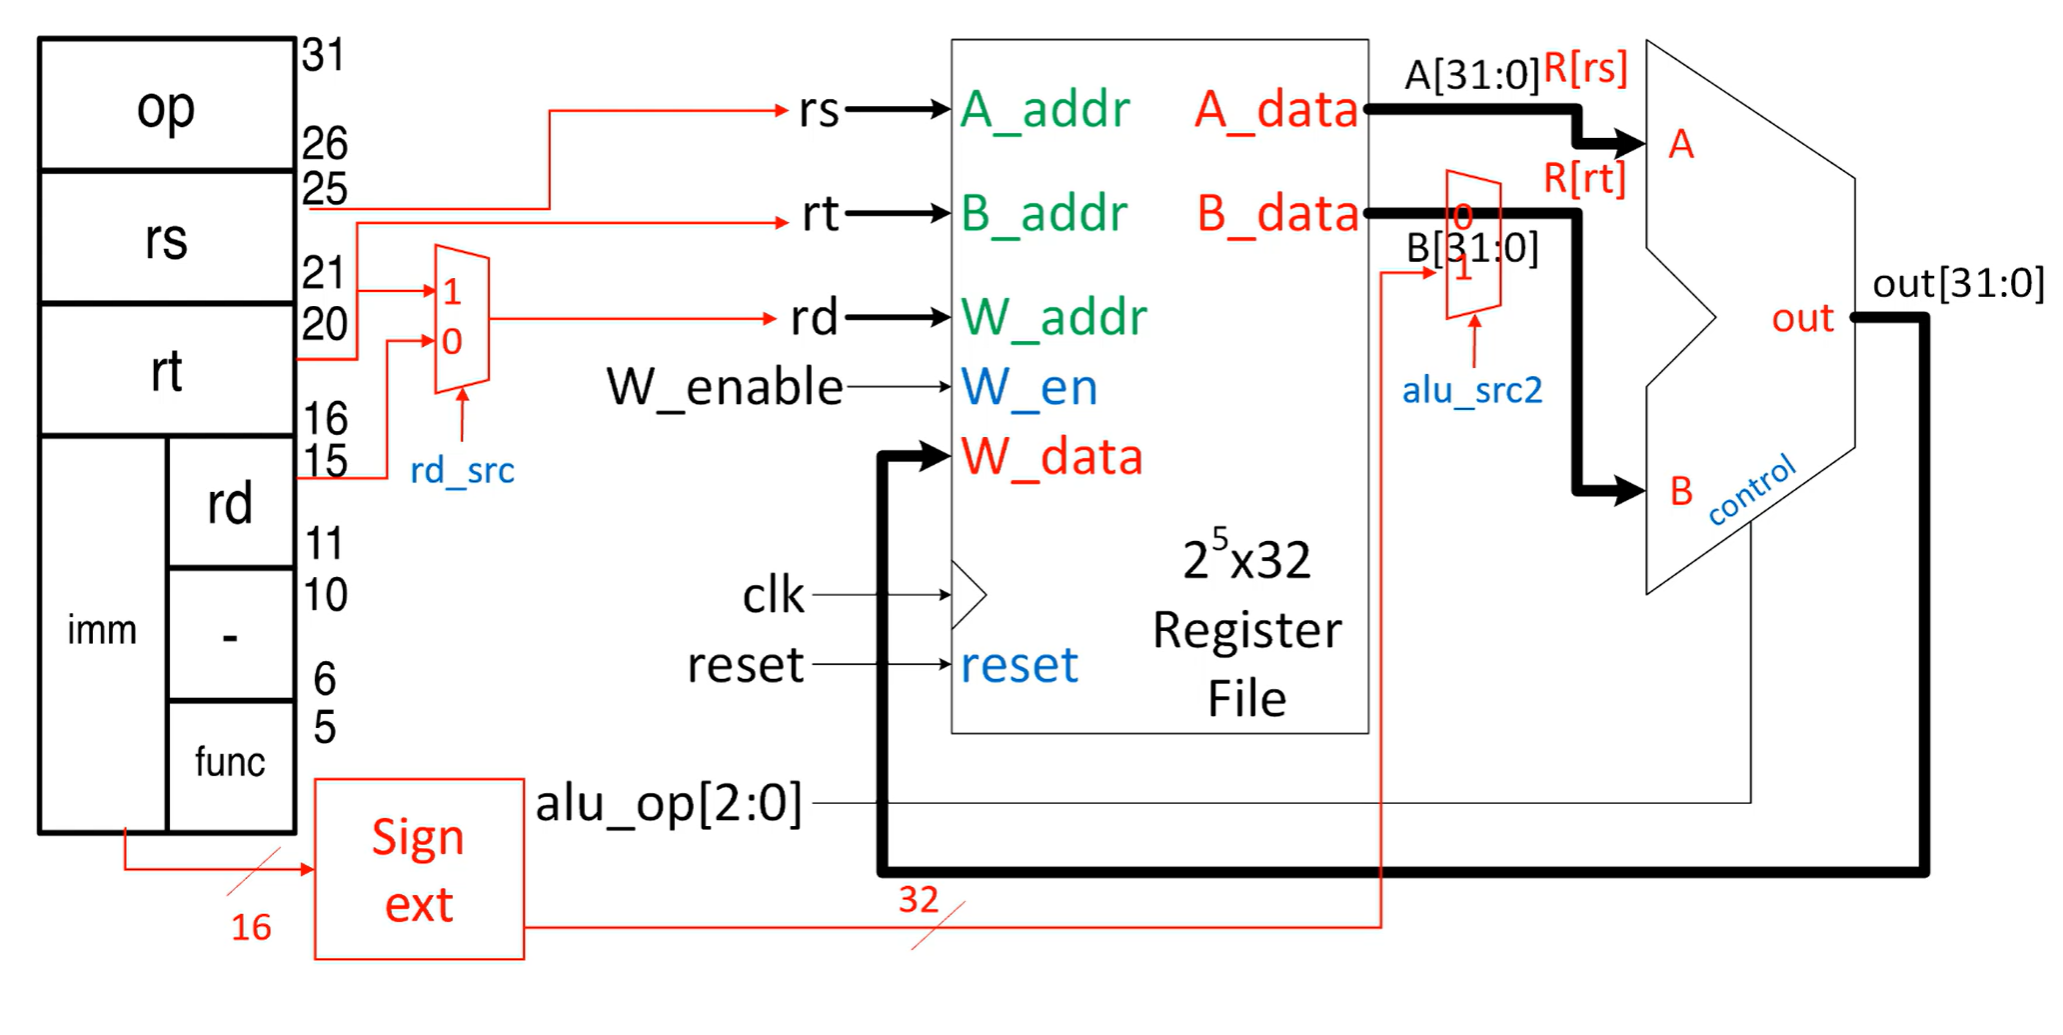 op
rs
rt
imm
rd
-
func
31
26
25
21
20
16
15
11
10
6
5
1
0
rd_src
rs
rt
rd
W_enable
clk
reset
alu_op[2:0]
Sign
ext
16
32
A_addr
B_addr
W_addr
W_en
W_data
reset
A_data
B_data
2⁵x32
Register
File
A[31:0]
R[rs]
R[rt]
0
B[31:0]
1
alu_src2
A
B
out
control
out[31:0]